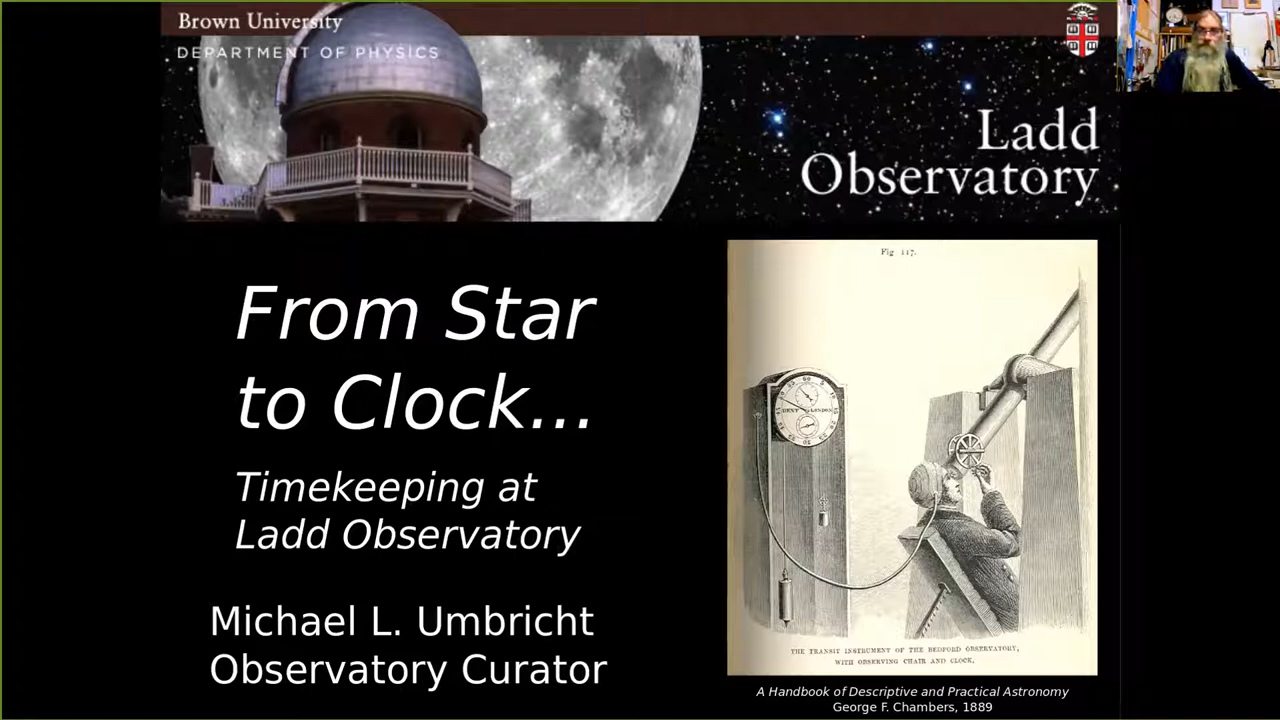 Brown University
DEPARTMENT OF PHYSICS
Ladd
Observatory
From Star
to Clock...
Timekeeping at
Ladd Observatory
Michael L. Umbricht
Observatory Curator
Fig 117.
DENT LONDON
THE TRANSIT INSTRUMENT OF THE BEDFORD OBSERVATORY,
WITH OBSERVING CHAIR AND CLOCK.
A Handbook of Descriptive and Practical Astronomy
George F. Chambers, 1889